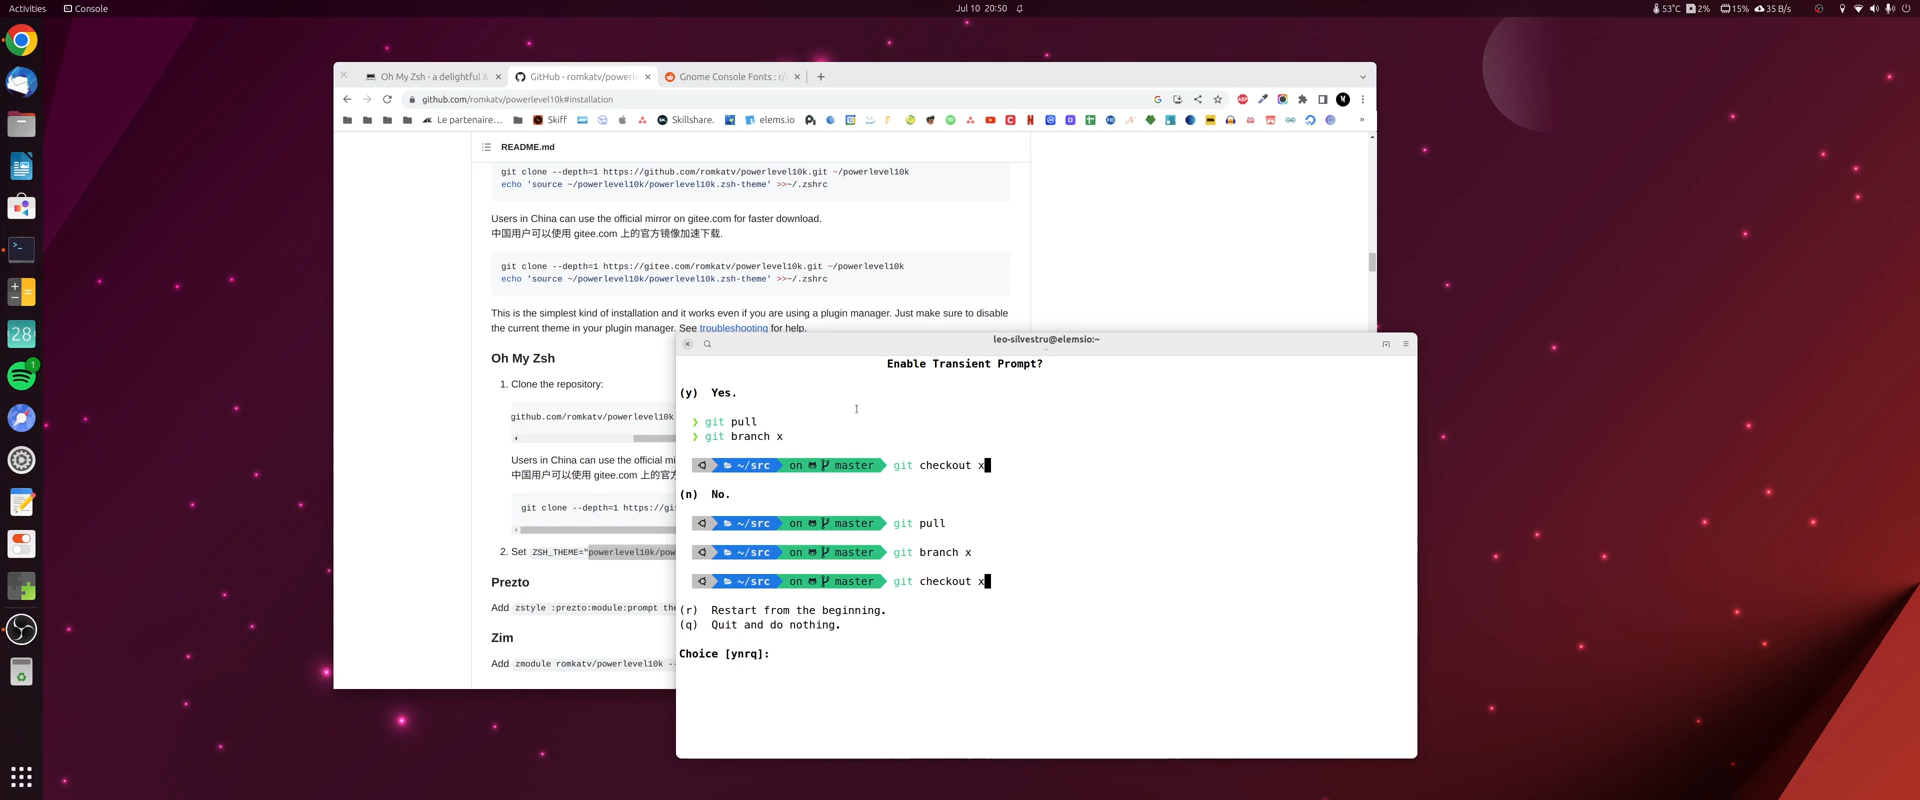 Activities
Console
Jul 10 20:50
53°C
2%
15%
35 B/s
Oh My Zsh - a delightful &
GitHub - romkatv/powerle
Gnome Console Fonts : r/
github.com/romkatv/powerlevel10k#installation
Le partenaire...
Skiff
Skillshare.
elems.io
README.md
git clone --depth=1 https://github.com/romkatv/powerlevel10k.git ~/powerlevel10k
echo 'source ~/powerlevel10k/powerlevel10k.zsh-theme' >>~/.zshrc
Users in China can use the official mirror on gitee.com for faster download.
中国用户可以使用 gitee.com 上的官方镜像加速下载.
git clone --depth=1 https://gitee.com/romkatv/powerlevel10k.git ~/powerlevel10k
echo 'source ~/powerlevel10k/powerlevel10k.zsh-theme' >>~/.zshrc
This is the simplest kind of installation and it works even if you are using a plugin manager. Just make sure to disable
the current theme in your plugin manager. See troubleshooting for help.
Oh My Zsh
1. Clone the repository:
github.com/romkatv/powerlevel10k
Users in China can use the official mi
中国用户可以使用 gitee.com 上的官方
git clone --depth=1 https://git
2. Set ZSH_THEME="powerlevel10k/pow
Prezto
Add zstyle :prezto:module:prompt the
Zim
Add zmodule romkatv/powerlevel10k --
leo-silvestru@elemsio:~
Enable Transient Prompt?
(y) Yes.
❯ git pull
❯ git branch x
~/src on master git checkout x
(n) No.
~/src on master git pull
~/src on master git branch x
~/src on master git checkout x
(r) Restart from the beginning.
(q) Quit and do nothing.
Choice [ynrq]:
28
1